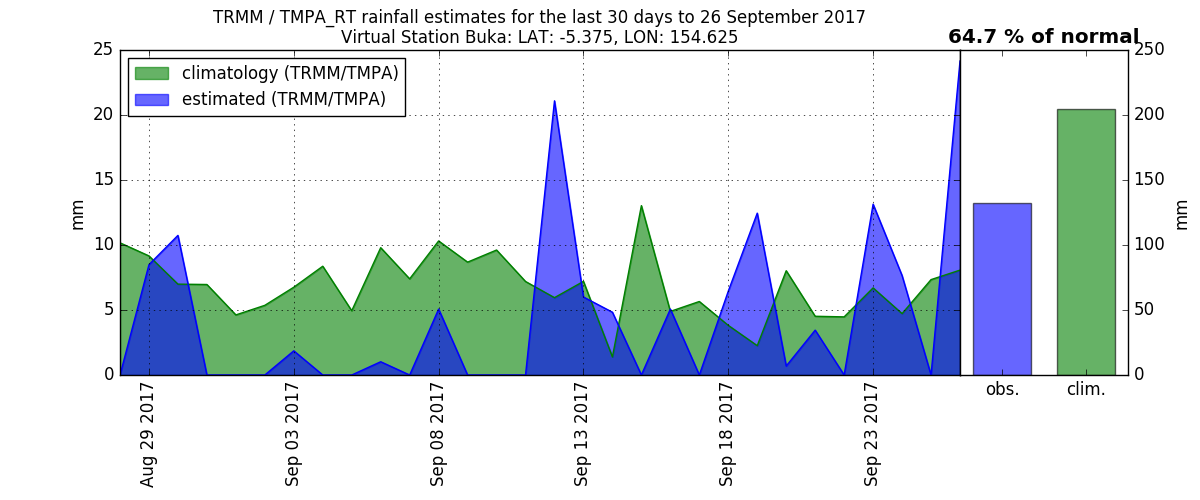 TRMM / TMPA_RT rainfall estimates for the last 30 days to 26 September 2017
Virtual Station Buka: LAT: -5.375, LON: 154.625
64.7 % of normal
climatology (TRMM/TMPA)
estimated (TRMM/TMPA)
25
20
15
10
5
0
mm
250
200
150
100
50
0
mm
Aug 29 2017
Sep 03 2017
Sep 08 2017
Sep 13 2017
Sep 18 2017
Sep 23 2017
obs.
clim.